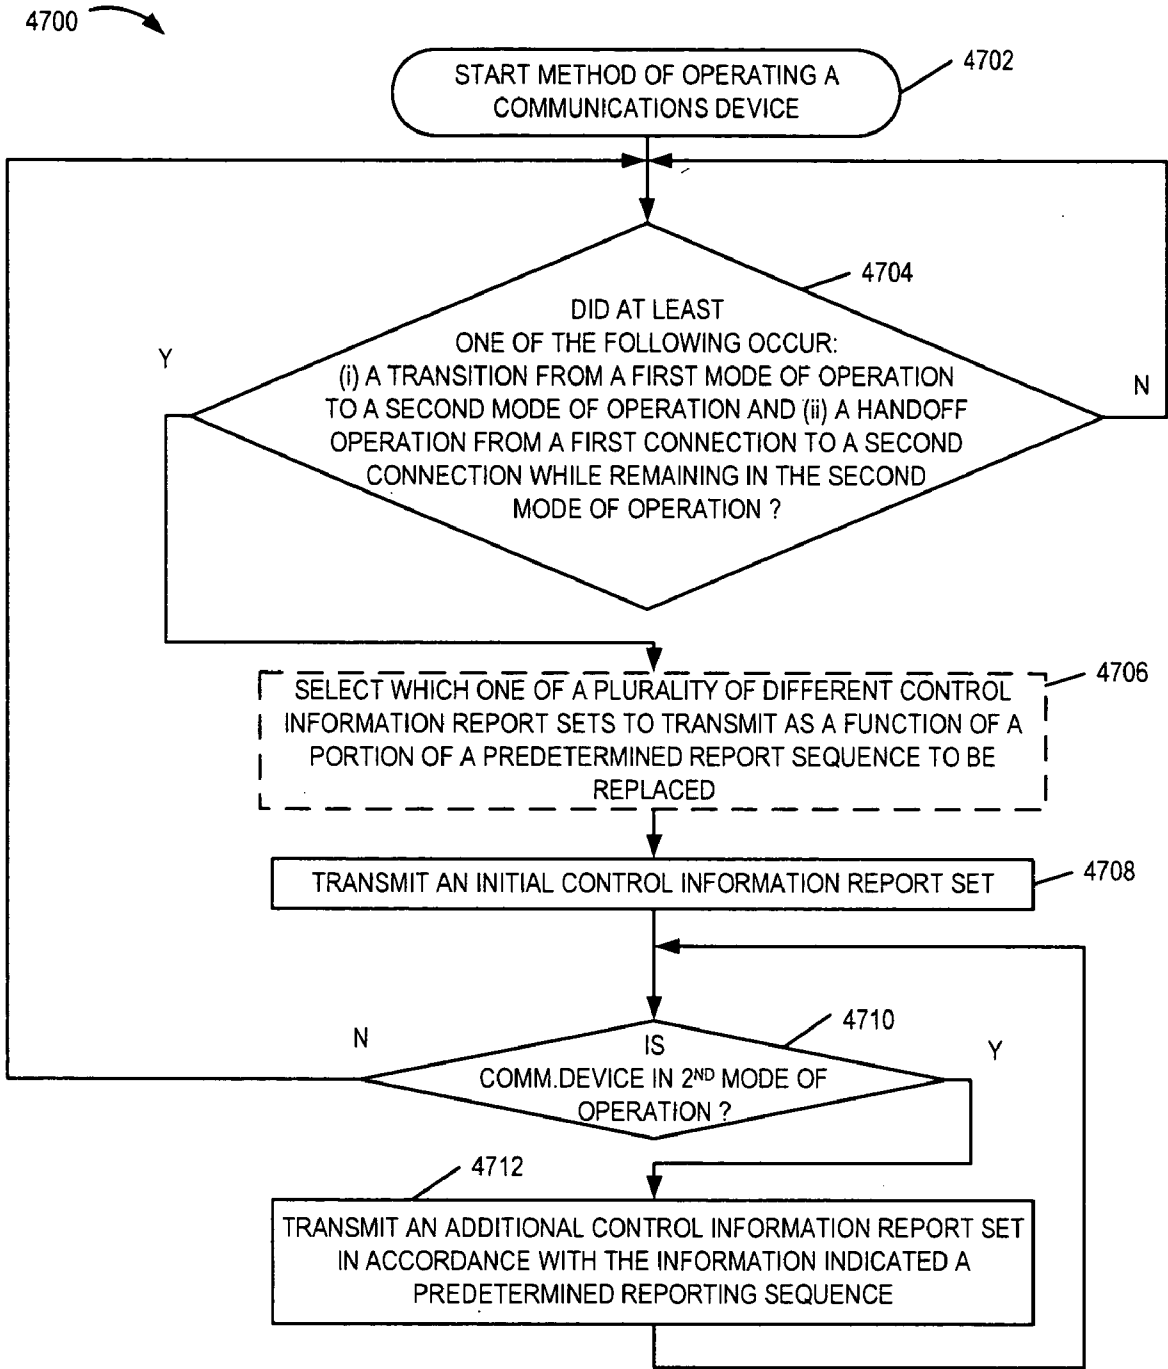 4700
START METHOD OF OPERATING A
COMMUNICATIONS DEVICE
4702
4704
DID AT LEAST
ONE OF THE FOLLOWING OCCUR:
(i) A TRANSITION FROM A FIRST MODE OF OPERATION
TO A SECOND MODE OF OPERATION AND (ii) A HANDOFF
OPERATION FROM A FIRST CONNECTION TO A SECOND
CONNECTION WHILE REMAINING IN THE SECOND
MODE OF OPERATION ?
Y
N
4706
SELECT WHICH ONE OF A PLURALITY OF DIFFERENT CONTROL
INFORMATION REPORT SETS TO TRANSMIT AS A FUNCTION OF A
PORTION OF A PREDETERMINED REPORT SEQUENCE TO BE
REPLACED
TRANSMIT AN INITIAL CONTROL INFORMATION REPORT SET
4708
4710
N
IS
COMM.DEVICE IN 2ND MODE OF
OPERATION ?
Y
4712
TRANSMIT AN ADDITIONAL CONTROL INFORMATION REPORT SET
IN ACCORDANCE WITH THE INFORMATION INDICATED A
PREDETERMINED REPORTING SEQUENCE